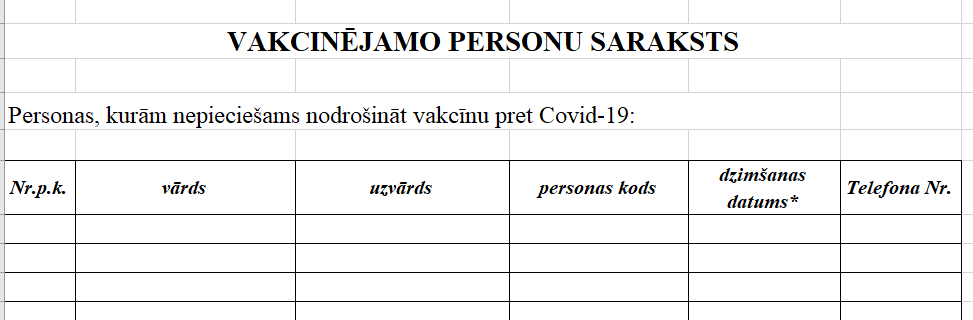 VAKCINĒJAMO PERSONU SARAKSTS
Personas, kurām nepieciešams nodrošināt vakcīnu pret Covid-19:
Nr.p.k. vārds uzvārds personas kods dzimšanas datums* Telefona Nr.